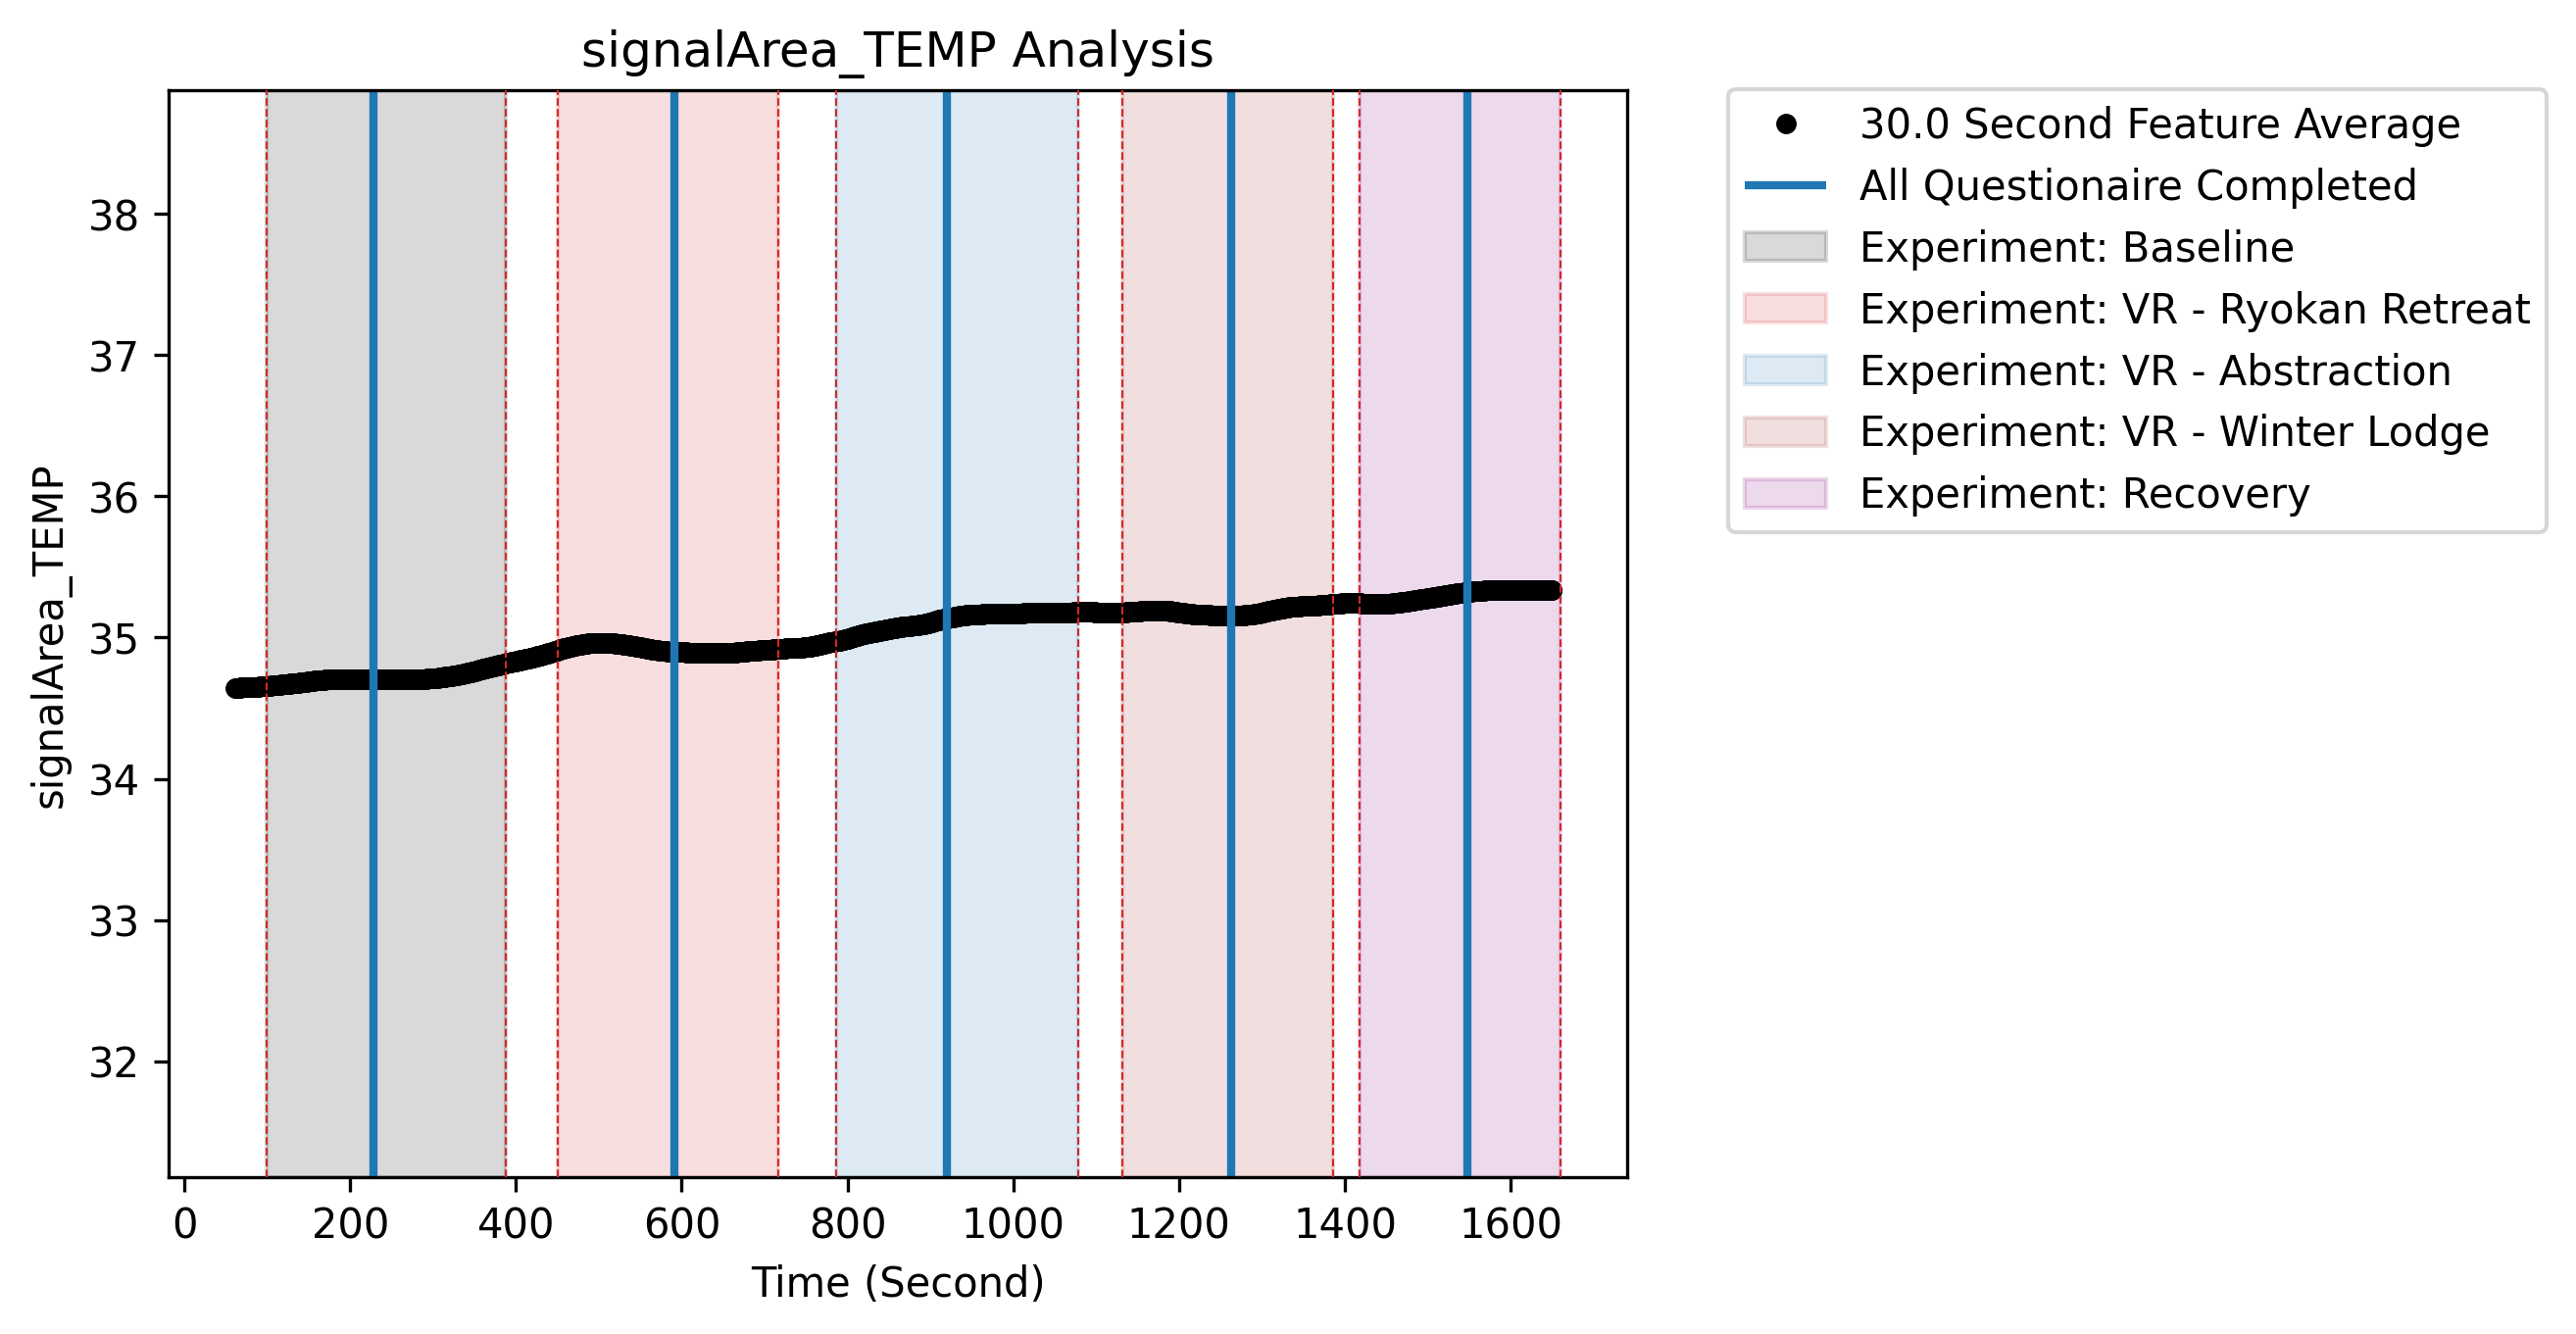 signalArea_TEMP Analysis
30.0 Second Feature Average
All Questionaire Completed
Experiment: Baseline
Experiment: VR - Ryokan Retreat
Experiment: VR - Abstraction
Experiment: VR - Winter Lodge
Experiment: Recovery
signalArea_TEMP
38
37
36
35
34
33
32
0 200 400 600 800 1000 1200 1400 1600
Time (Second)